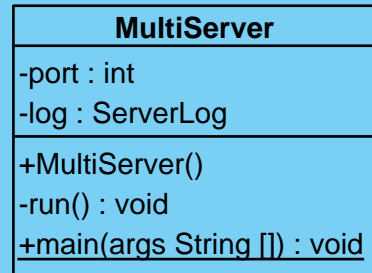 MultiServer
-port : int
-log : ServerLog
+MultiServer()
-run() : void
+main(args String []) : void